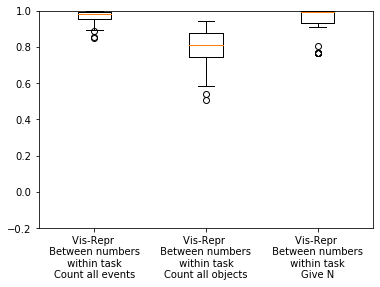 1.0
0.8
0.6
0.4
0.2
0.0
−0.2
Vis-Repr
Between numbers
within task
Count all events
Vis-Repr
Between numbers
within task
Count all objects
Vis-Repr
Between numbers
within task
Give N